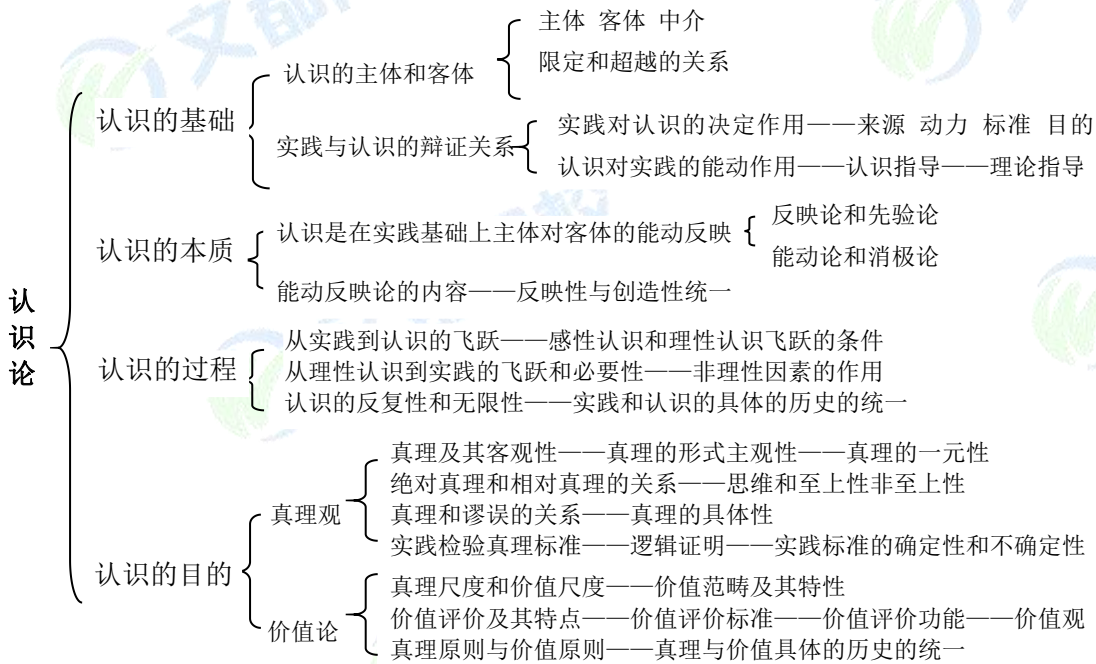 认识论
认识的基础
认识的主体和客体
主体 客体 中介
限定和超越的关系
实践与认识的辩证关系
实践对认识的决定作用——来源 动力 标准 目的
认识对实践的能动作用——认识指导——理论指导
认识的本质
认识是在实践基础上主体对客体的能动反映
反映论和先验论
能动论和消极论
能动反映论的内容——反映性与创造性统一
认识的过程
从实践到认识的飞跃——感性认识和理性认识飞跃的条件
从理性认识到实践的飞跃和必要性——非理性因素的作用
认识的反复性和无限性——实践和认识的具体的历史的统一
认识的目的
真理观
真理及其客观性——真理的形式主观性——真理的一元性
绝对真理和相对真理的关系——思维和至上性非至上性
真理和谬误的关系——真理的具体性
实践检验真理标准——逻辑证明——实践标准的确定性和不确定性
价值论
真理尺度和价值尺度——价值范畴及其特性
价值评价及其特点——价值评价标准——价值评价功能——价值观
真理原则与价值原则——真理与价值具体的历史的统一